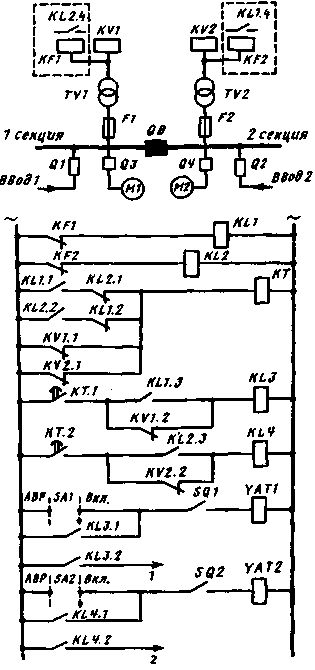 KL2.4 KV1 KV2 KL1.4
KF1 KF2
TV1 TV2
F1 F2
1 секция QB 2 секция
Q1 Q3 Q4 Q2
Ввод 1 M1 M2 Ввод 2
~ ~
KF1 KL1
KF2 KL2
KL1.1 KL2.1 KT
KL2.2 KL1.2
KV1.1
KV2.1
KT.1 KL1.3 KL3
KV1.2
KT.2 KL2.3 KL4
KV2.2
АВР SA1 Вкл. SQ1 YAT1
KL3.1
KL3.2 1
АВР SA2 Вкл. SQ2 YAT2
KL4.1
KL4.2 2